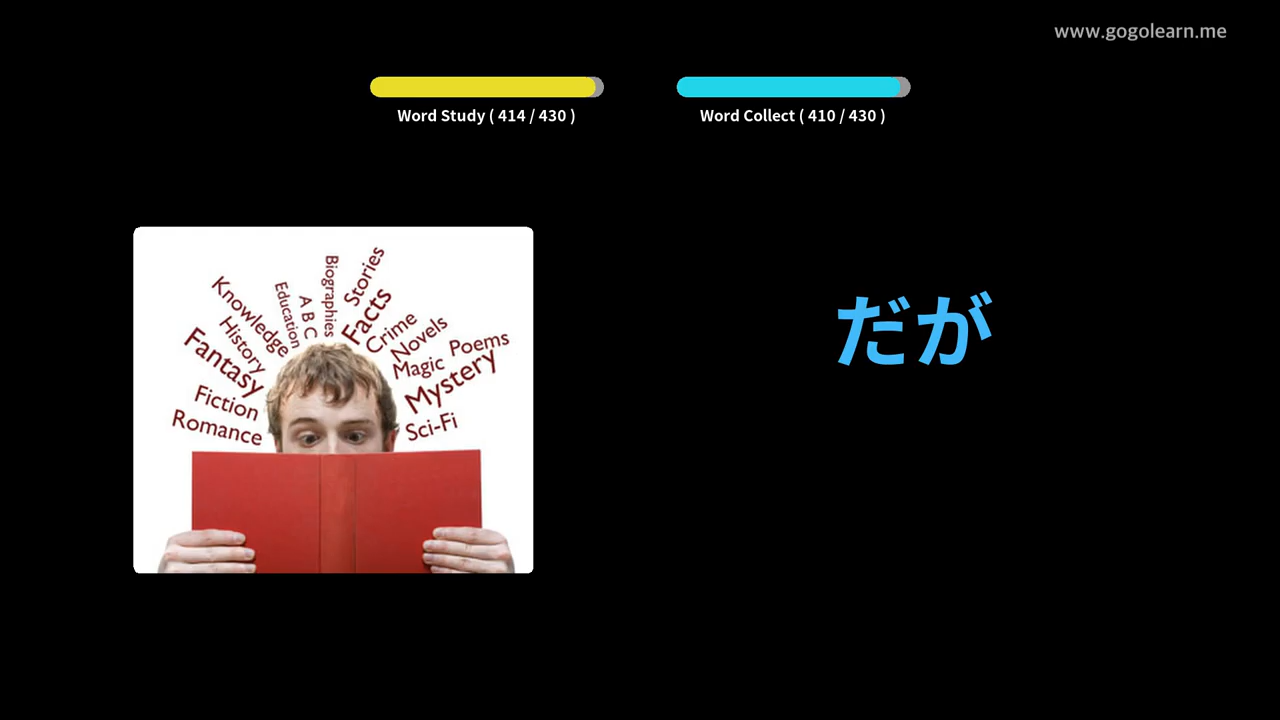 www.gogolearn.me
Word Study ( 414 / 430 )
Word Collect ( 410 / 430 )
だが
Knowledge
Education
A B C
Biographies
Stories
Facts
History
Crime
Novels
Fantasy
Magic
Poems
Mystery
Fiction
Romance
Sci-Fi